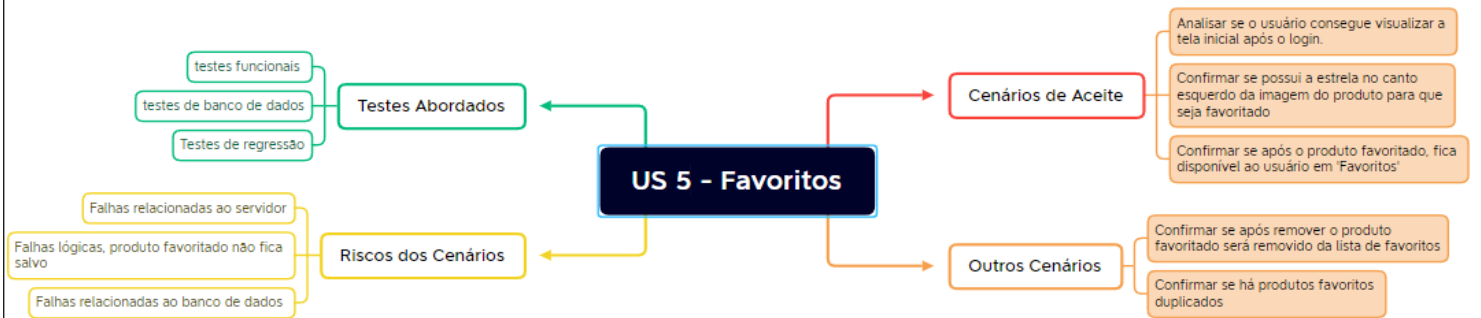 testes funcionais
testes de banco de dados
Testes de regressão
Testes Abordados
Falhas relacionadas ao servidor
Falhas lógicas, produto favoritado não fica
salvo
Falhas relacionadas ao banco de dados
Riscos dos Cenários
US 5 - Favoritos
Cenários de Aceite
Analisar se o usuário consegue visualizar a
tela inicial após o login.
Confirmar se possui a estrela no canto
esquerdo da imagem do produto para que
seja favoritado
Confirmar se após o produto favoritado, fica
disponível ao usuário em 'Favoritos'
Outros Cenários
Confirmar se após remover o produto
favoritado será removido da lista de favoritos
Confirmar se há produtos favoritos
duplicados